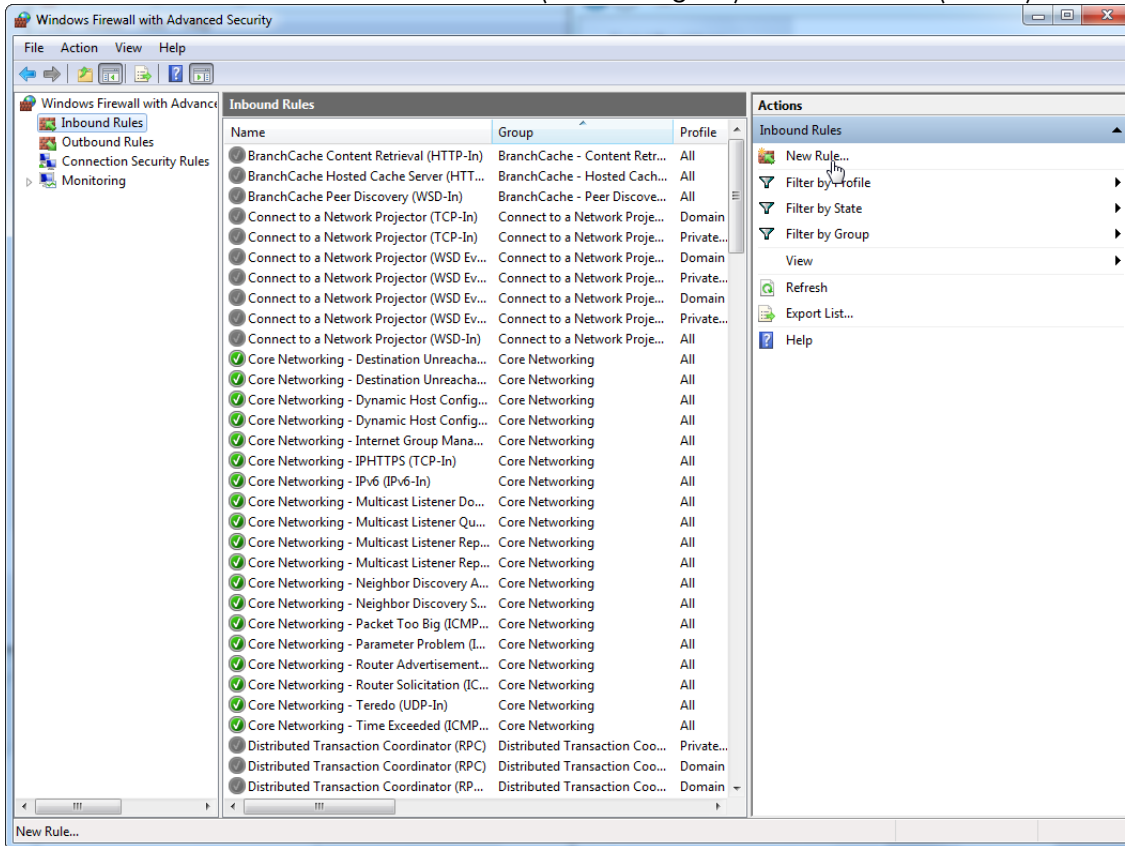 Windows Firewall with Advanced Security
File Action View Help
Windows Firewall with Advance
Inbound Rules
Outbound Rules
Connection Security Rules
Monitoring
Inbound Rules
Name Group Profile
BranchCache Content Retrieval (HTTP-In) BranchCache - Content Retr... All
BranchCache Hosted Cache Server (HTT... BranchCache - Hosted Cach... All
BranchCache Peer Discovery (WSD-In) BranchCache - Peer Discove... All
Connect to a Network Projector (TCP-In) Connect to a Network Proje... Domain
Connect to a Network Projector (TCP-In) Connect to a Network Proje... Private...
Connect to a Network Projector (WSD Ev... Connect to a Network Proje... Domain
Connect to a Network Projector (WSD Ev... Connect to a Network Proje... Private...
Connect to a Network Projector (WSD Ev... Connect to a Network Proje... Domain
Connect to a Network Projector (WSD Ev... Connect to a Network Proje... Private...
Connect to a Network Projector (WSD-In) Connect to a Network Proje... All
Core Networking - Destination Unreacha... Core Networking All
Core Networking - Destination Unreacha... Core Networking All
Core Networking - Dynamic Host Config... Core Networking All
Core Networking - Dynamic Host Config... Core Networking All
Core Networking - Internet Group Mana... Core Networking All
Core Networking - IPHTTPS (TCP-In) Core Networking All
Core Networking - IPv6 (IPv6-In) Core Networking All
Core Networking - Multicast Listener Do... Core Networking All
Core Networking - Multicast Listener Qu... Core Networking All
Core Networking - Multicast Listener Rep... Core Networking All
Core Networking - Multicast Listener Rep... Core Networking All
Core Networking - Neighbor Discovery A... Core Networking All
Core Networking - Neighbor Discovery S... Core Networking All
Core Networking - Packet Too Big (ICMP... Core Networking All
Core Networking - Parameter Problem (I... Core Networking All
Core Networking - Router Advertisement... Core Networking All
Core Networking - Router Solicitation (IC... Core Networking All
Core Networking - Teredo (UDP-In) Core Networking All
Core Networking - Time Exceeded (ICMP... Core Networking All
Distributed Transaction Coordinator (RPC) Distributed Transaction Coo... Private...
Distributed Transaction Coordinator (RPC) Distributed Transaction Coo... Domain
Distributed Transaction Coordinator (RP... Distributed Transaction Coo... Domain
Actions
Inbound Rules
New Rule...
Filter by Profile
Filter by State
Filter by Group
View
Refresh
Export List...
Help
New Rule...